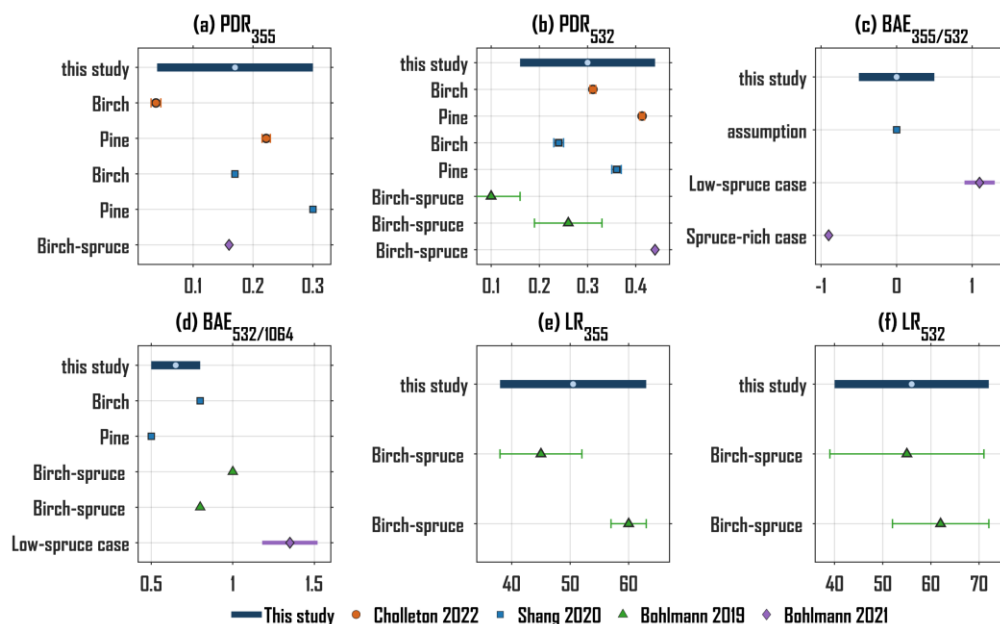 (a) PDR355
this study
Birch
Pine
Birch
Pine
Birch-spruce
0.1 0.2 0.3
(b) PDR532
this study
Birch
Pine
Birch
Pine
Birch-spruce
Birch-spruce
Birch-spruce
0.1 0.2 0.3 0.4
(c) BAE355/532
this study
assumption
Low-spruce case
Spruce-rich case
-1 0 1
(d) BAE532/1064
this study
Birch
Pine
Birch-spruce
Birch-spruce
Low-spruce case
0.5 1 1.5
(e) LR355
this study
Birch-spruce
Birch-spruce
40 50 60
(f) LR532
this study
Birch-spruce
Birch-spruce
40 50 60 70
This study Cholleton 2022 Shang 2020 Bohlmann 2019 Bohlmann 2021